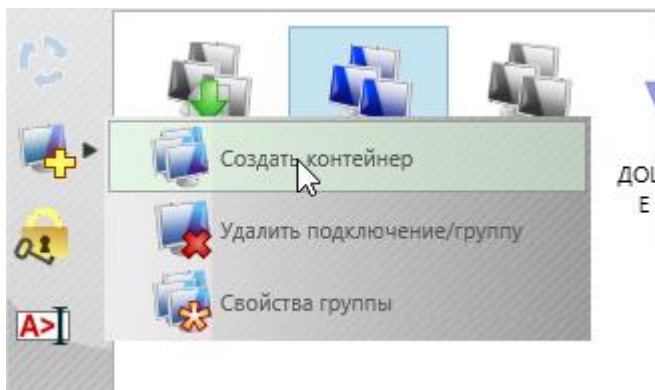 Создать контейнер
Удалить подключение/группу
Свойства группы
A>